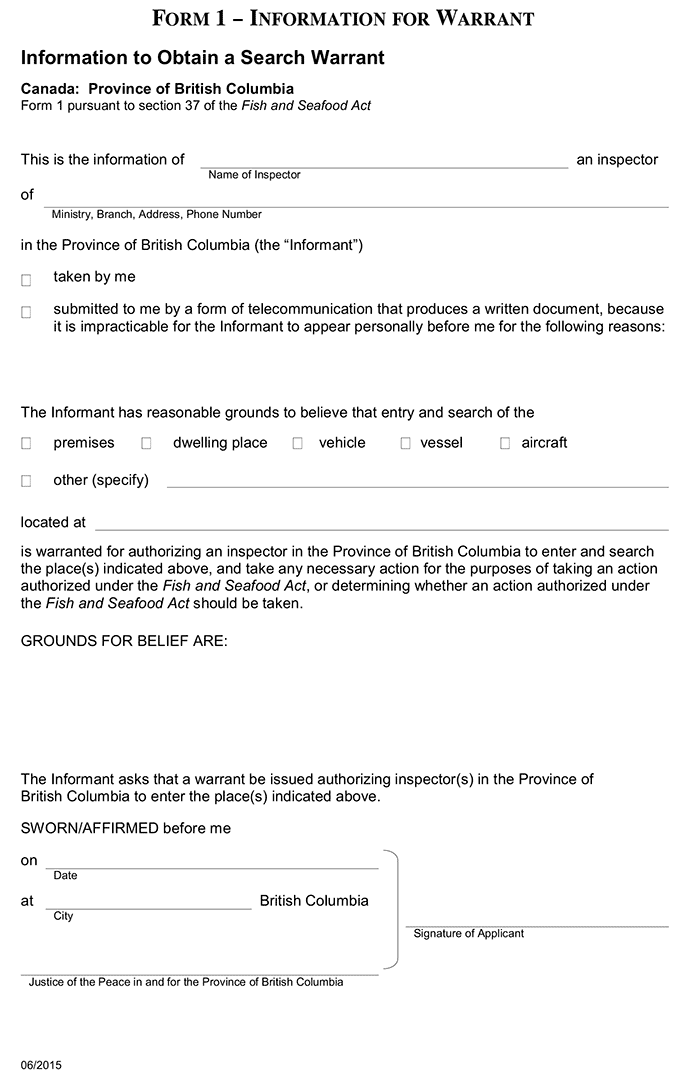 FORM 1 – INFORMATION FOR WARRANT
Information to Obtain a Search Warrant
Canada: Province of British Columbia
Form 1 pursuant to section 37 of the Fish and Seafood Act
This is the information of an inspector
Name of Inspector
of
Ministry, Branch, Address, Phone Number
in the Province of British Columbia (the “Informant”)
taken by me
submitted to me by a form of telecommunication that produces a written document, because
it is impracticable for the Informant to appear personally before me for the following reasons:
The Informant has reasonable grounds to believe that entry and search of the
premises dwelling place vehicle vessel aircraft
other (specify)
located at
is warranted for authorizing an inspector in the Province of British Columbia to enter and search
the place(s) indicated above, and take any necessary action for the purposes of taking an action
authorized under the Fish and Seafood Act, or determining whether an action authorized under
the Fish and Seafood Act should be taken.
GROUNDS FOR BELIEF ARE:
The Informant asks that a warrant be issued authorizing inspector(s) in the Province of
British Columbia to enter the place(s) indicated above.
SWORN/AFFIRMED before me
on
Date
at British Columbia
City
Signature of Applicant
Justice of the Peace in and for the Province of British Columbia
06/2015